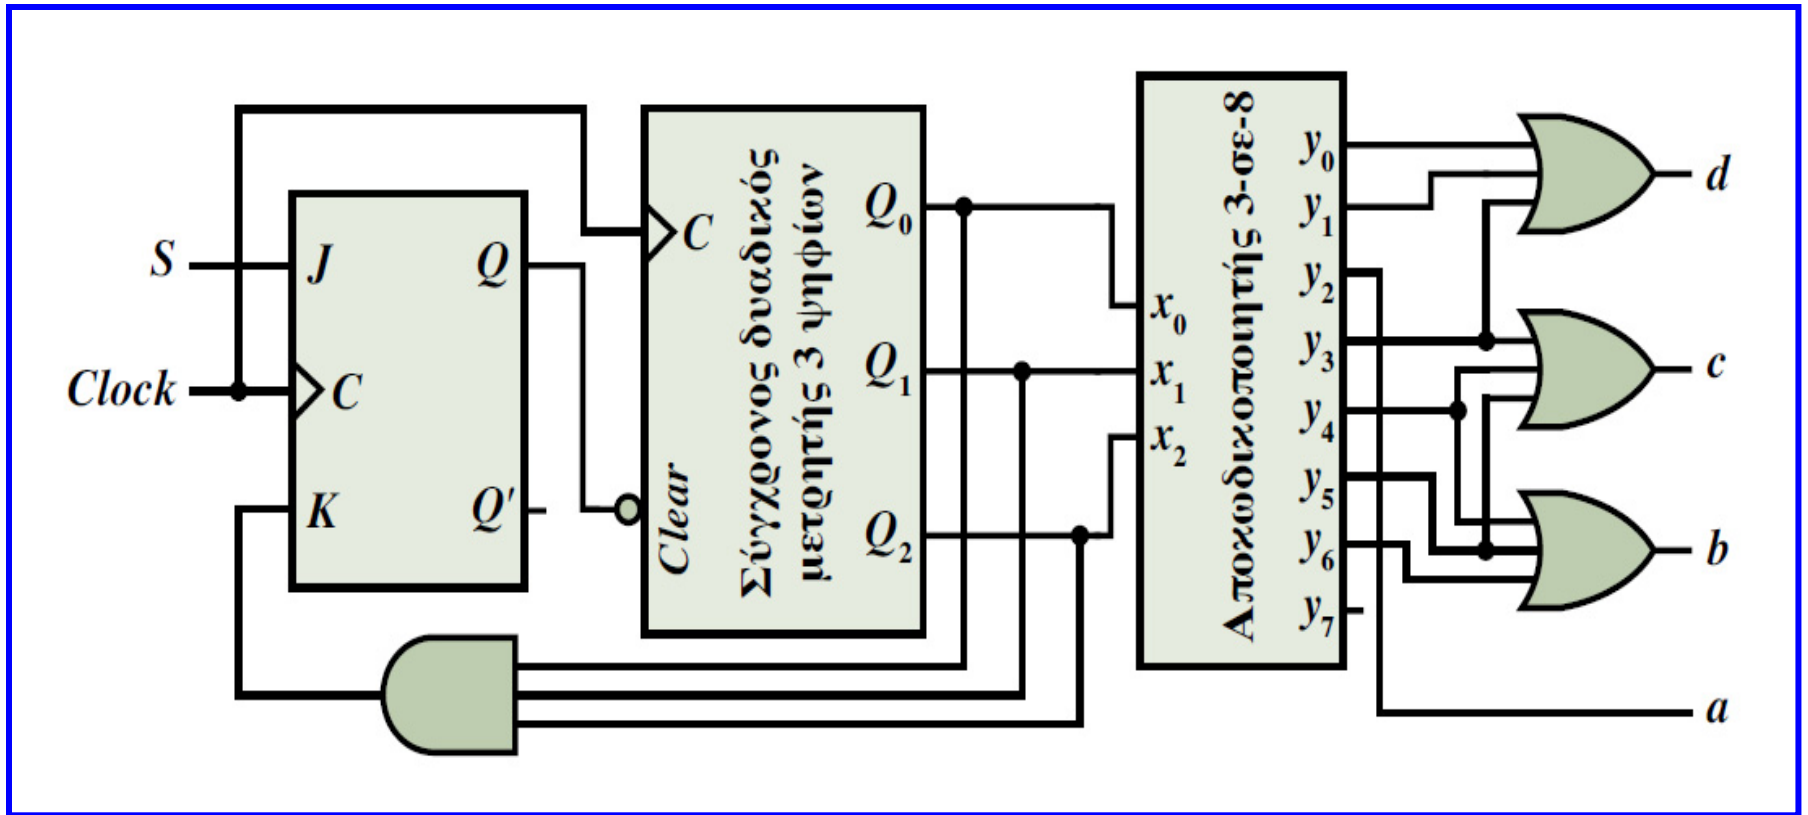 S
Clock
J
Q
C
K
Q'
C
Clear
Σύγχρονος δυαδικός
μετρητής 3 ψηφίων
Q0
Q1
Q2
x0
x1
x2
Αποκωδικοποιητής 3-σε-8
y0
y1
y2
y3
y4
y5
y6
y7
d
c
b
a